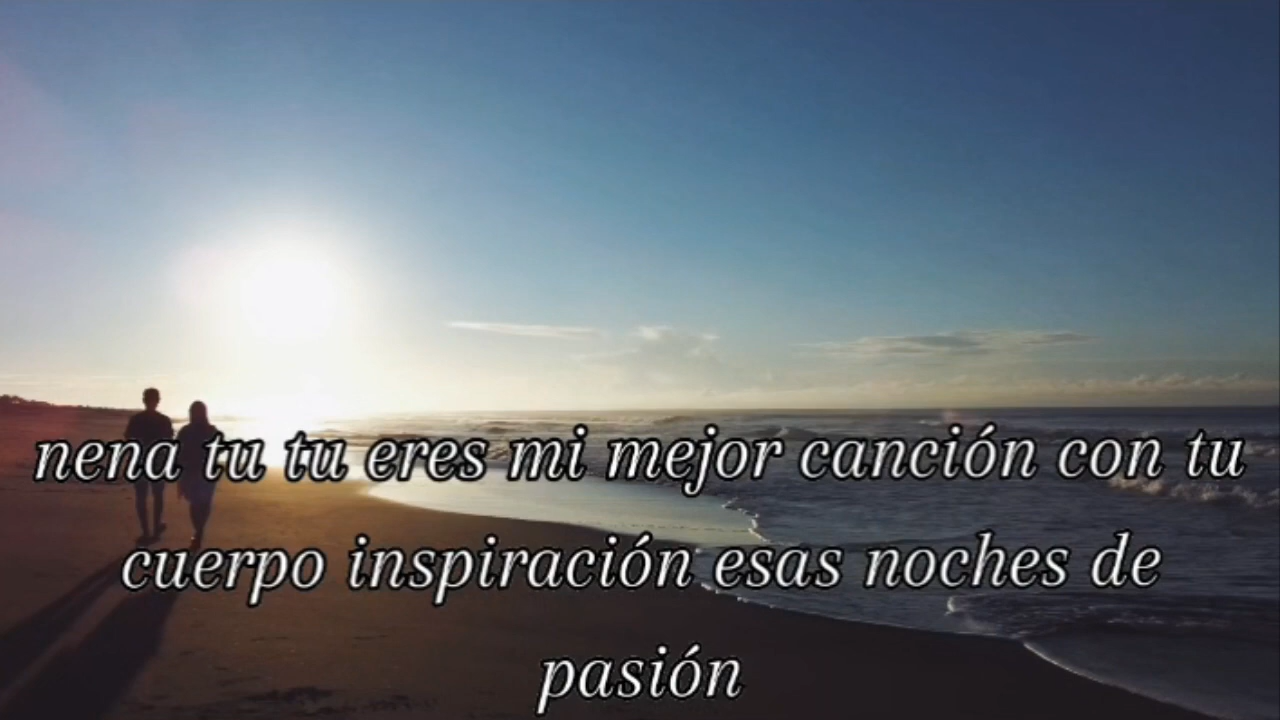 nena tu tu eres mi mejor canción con tu
cuerpo inspiración esas noches de
pasión